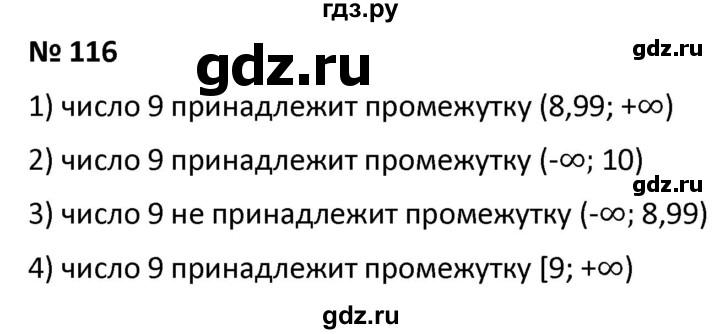 гдз.ру
№ 116
gdz.ru
gdz.ru
1) число 9 принадлежит промежутку (8,99; +∞)
2) число 9 принадлежит промежутку (-∞; 10)
gdz.ru
3) число 9 не принадлежит промежутку (-∞; 8,99)
4) число 9 принадлежит промежутку [9; +∞)
gdz.ru